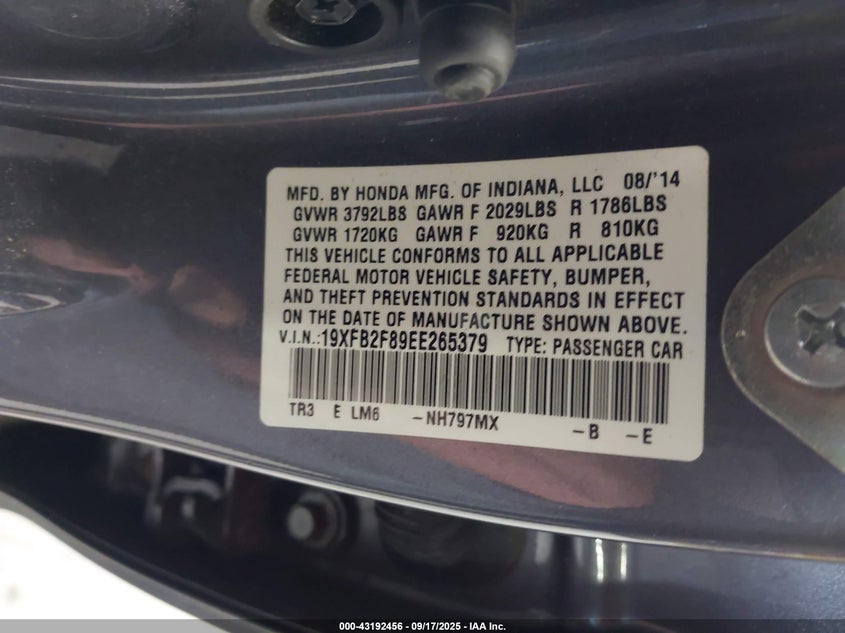 MFD. BY HONDA MFG. OF INDIANA, LLC 08/'14
GVWR 3792LBS GAWR F 2029LBS R 1786LBS
GVWR 1720KG GAWR F 920KG R 810KG
THIS VEHICLE CONFORMS TO ALL APPLICABLE
FEDERAL MOTOR VEHICLE SAFETY, BUMPER,
AND THEFT PREVENTION STANDARDS IN EFFECT
ON THE DATE OF MANUFACTURE SHOWN ABOVE.
V.I.N.:19XFB2F89EE265379 TYPE: PASSENGER CAR
TR3 E LM6 -NH797MX -B -E
000-43192456 - 09/17/2025 - IAA Inc.